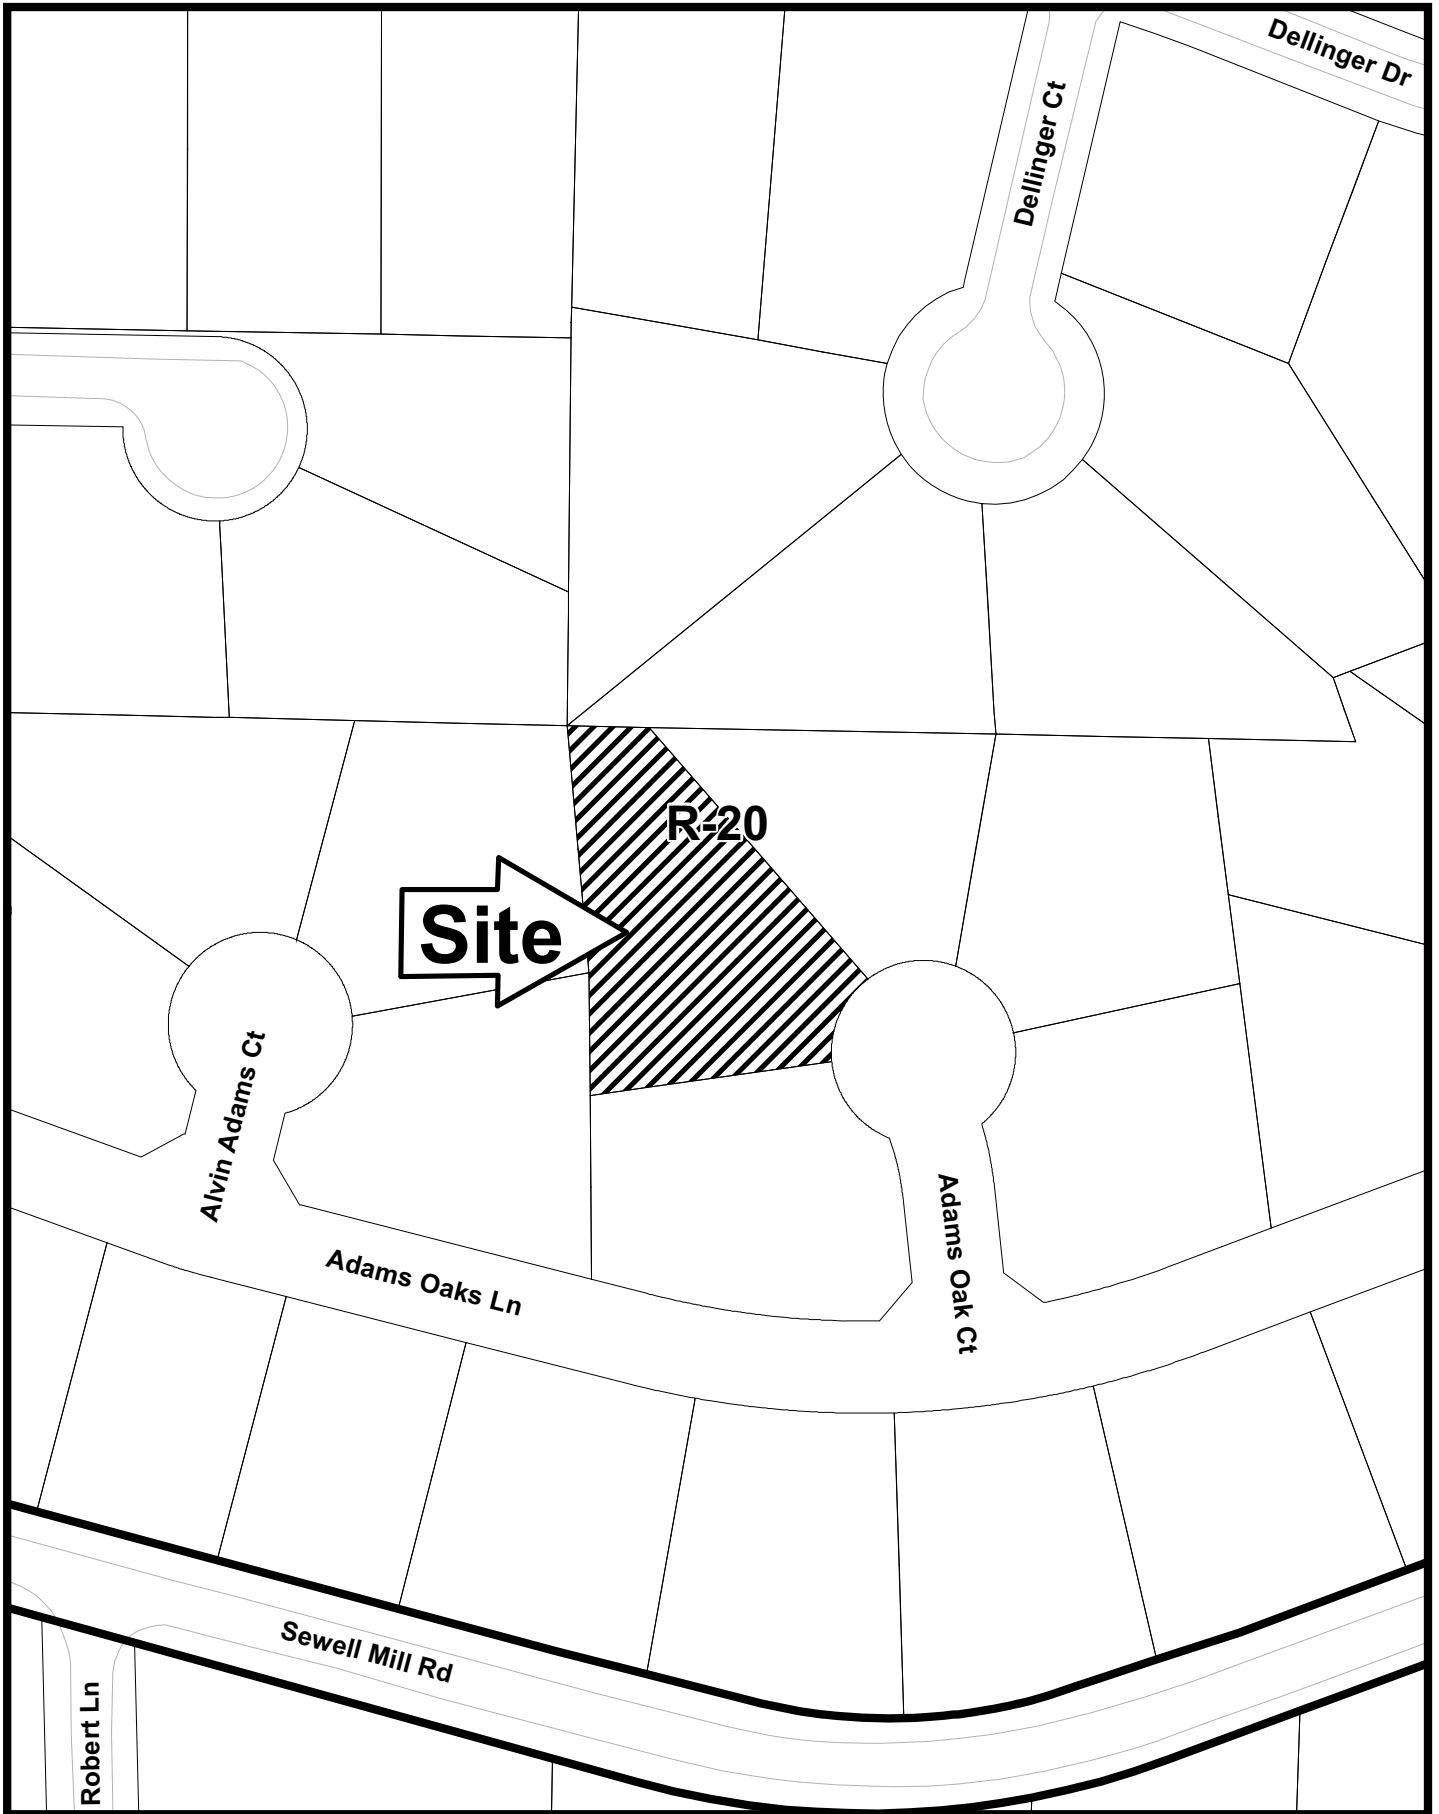 Dellinger Dr
Dellinger Ct
R-20
Site
Alvin Adams Ct
Adams Oak Ct
Adams Oaks Ln
Sewell Mill Rd
Robert Ln